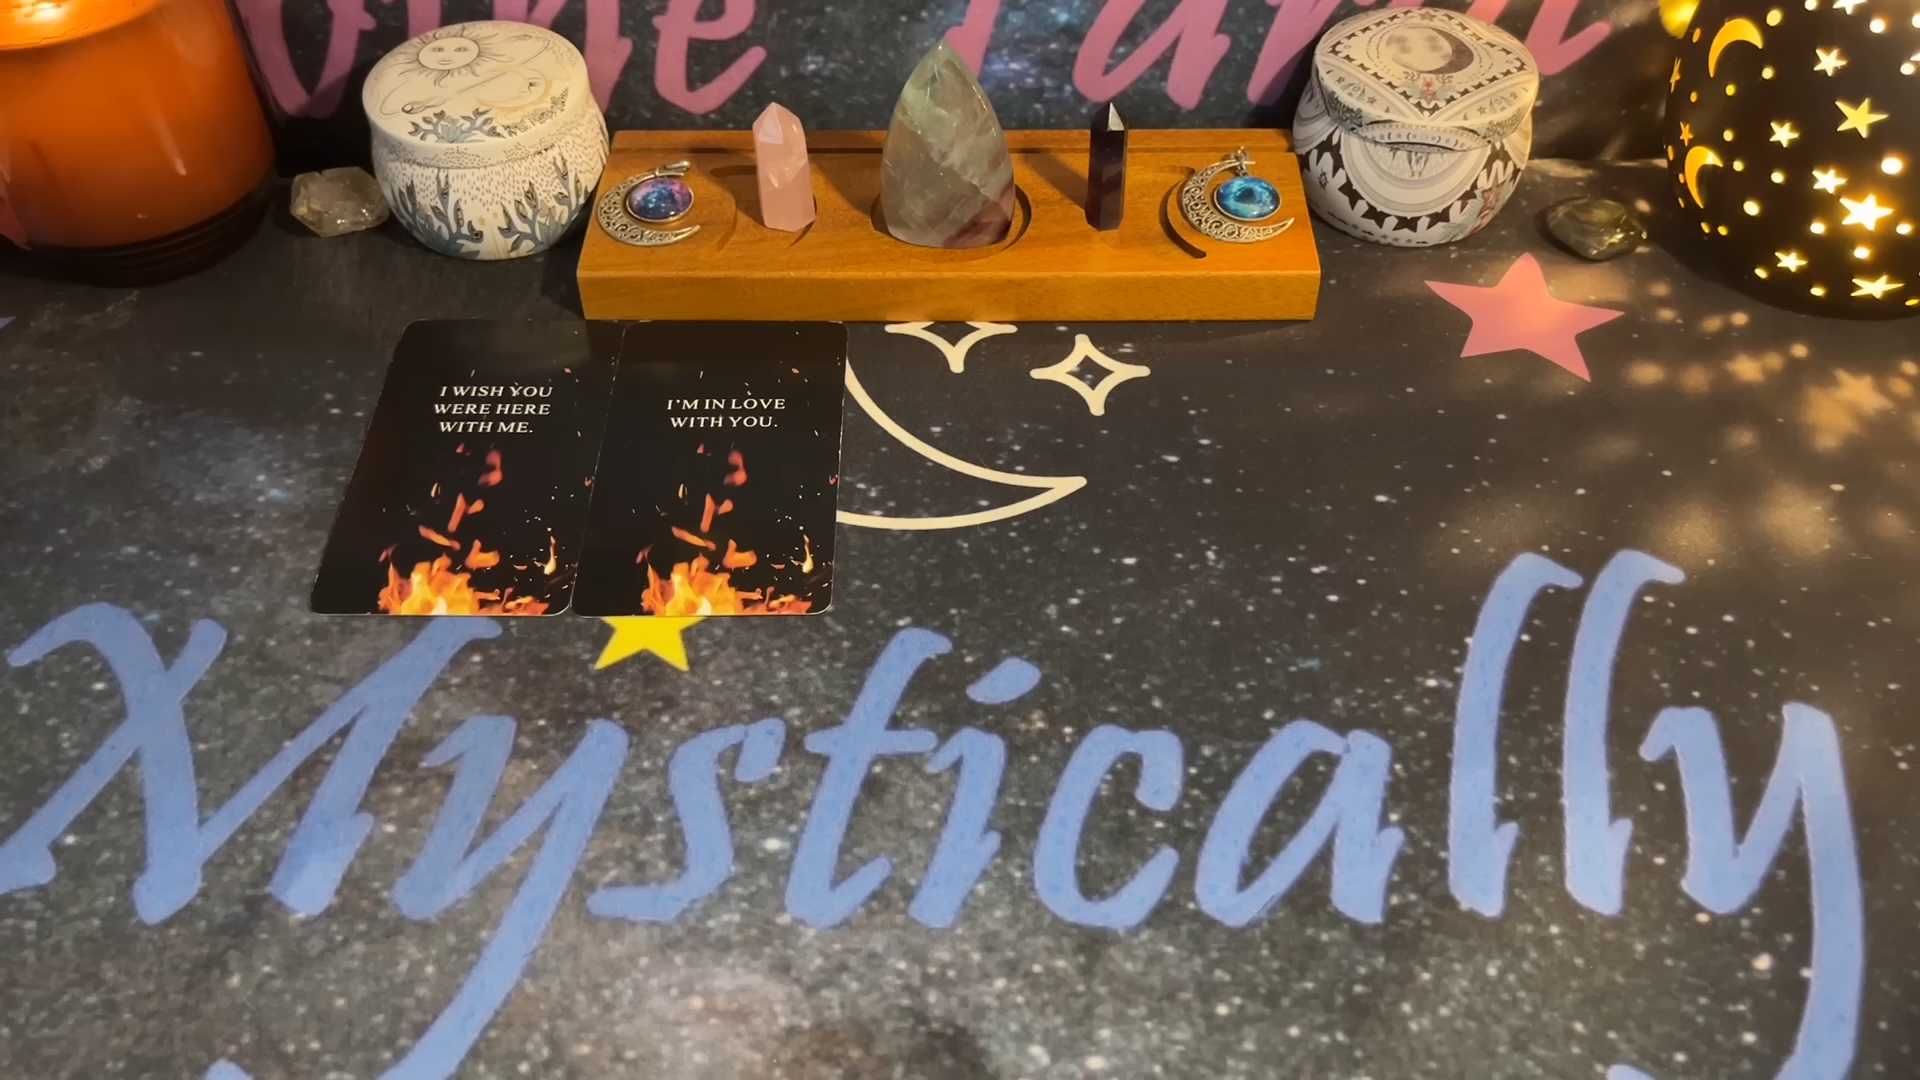 I WISH YOU
WERE HERE
WITH ME.
I'M IN LOVE
WITH YOU.
Mystically